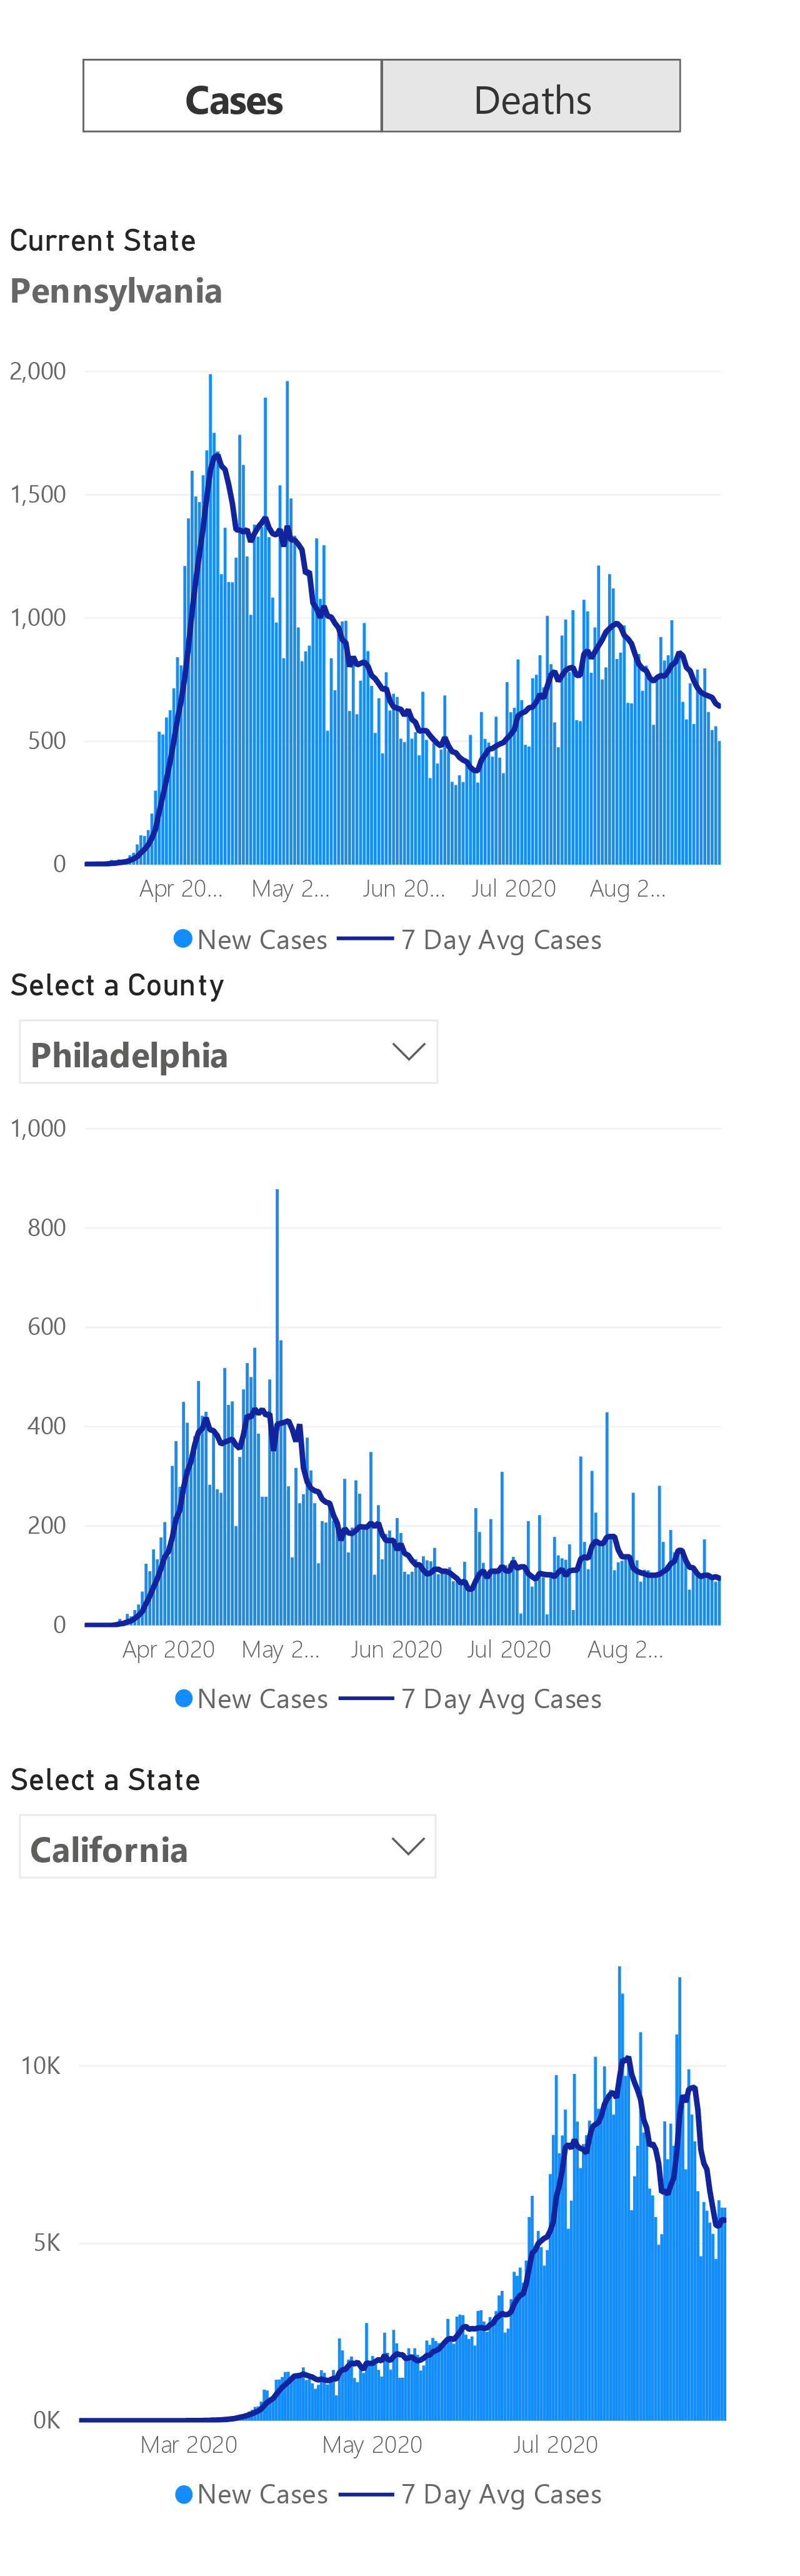 Cases Deaths
Current State
Pennsylvania
2,000
1,500
1,000
500
0
Apr 20... May 2... Jun 20... Jul 2020 Aug 2...
New Cases 7 Day Avg Cases
Select a County
Philadelphia
1,000
800
600
400
200
0
Apr 2020 May 2... Jun 2020 Jul 2020 Aug 2...
New Cases 7 Day Avg Cases
Select a State
California
10K
5K
0K
Mar 2020 May 2020 Jul 2020
New Cases 7 Day Avg Cases